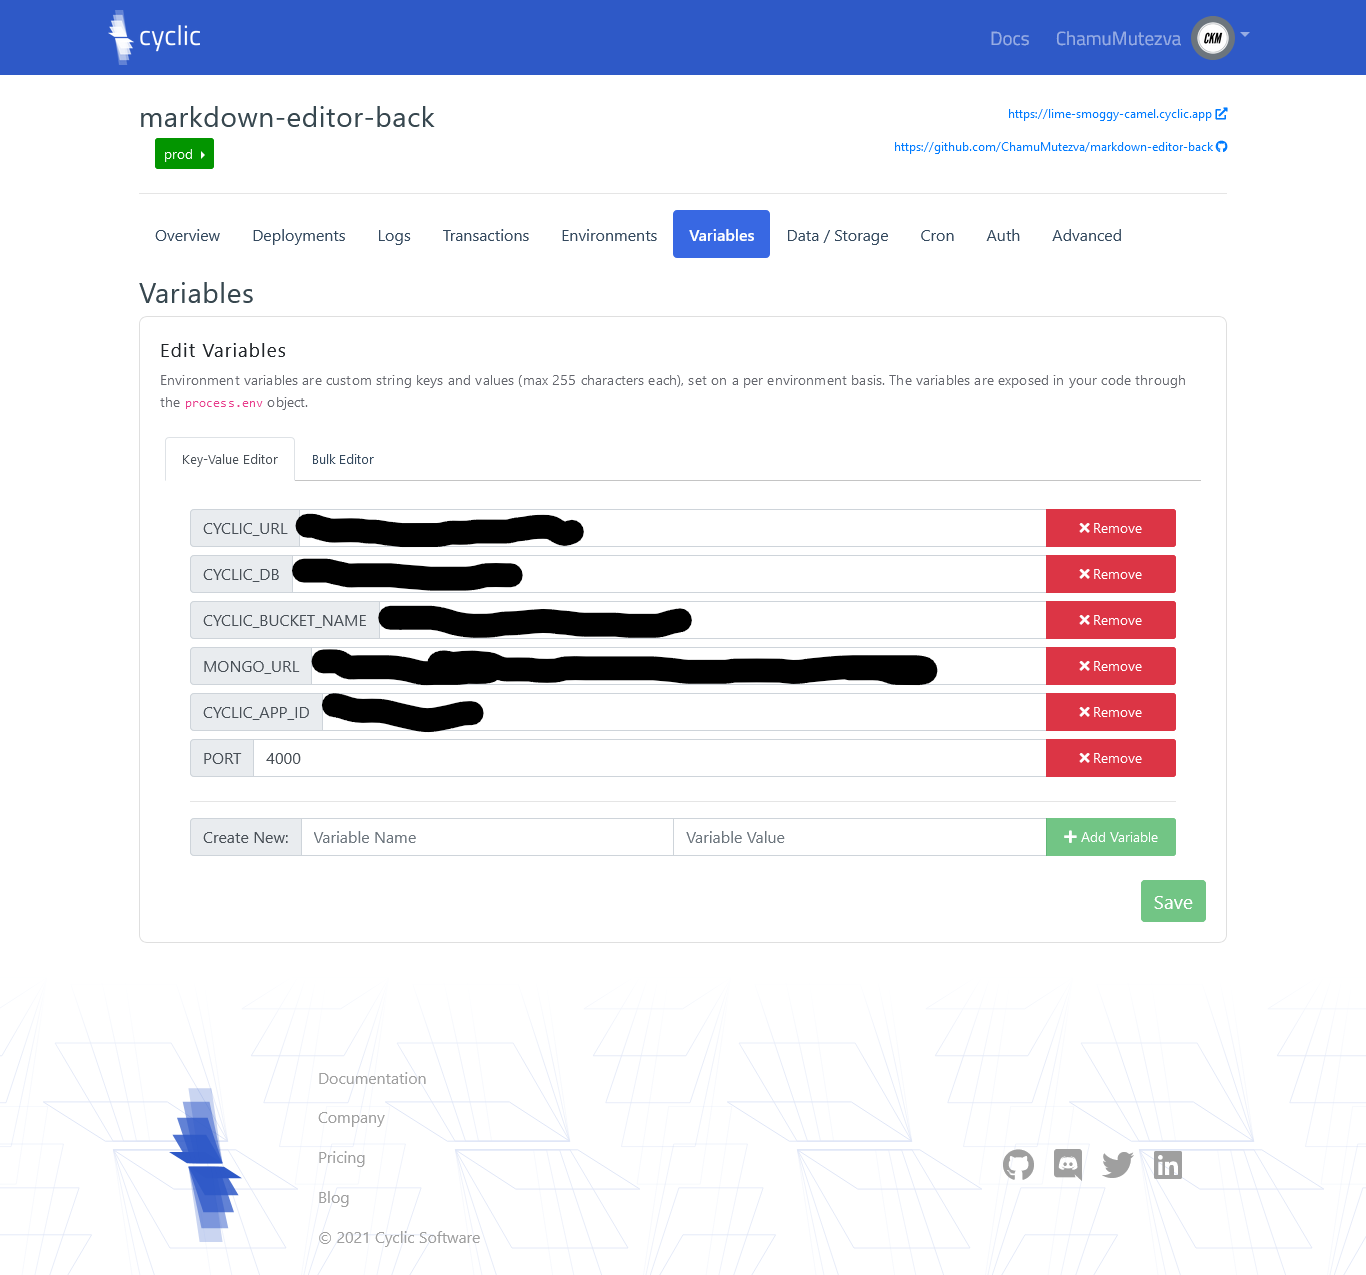 cyclic
Docs
ChamuMutezva
CKM
markdown-editor-back
https://lime-smoggy-camel.cyclic.app
prod
https://github.com/ChamuMutezva/markdown-editor-back
Overview
Deployments
Logs
Transactions
Environments
Variables
Data / Storage
Cron
Auth
Advanced
Variables
Edit Variables
Environment variables are custom string keys and values (max 255 characters each), set on a per environment basis. The variables are exposed in your code through
the process.env object.
Key-Value Editor
Bulk Editor
CYCLIC_URL
Remove
CYCLIC_DB
Remove
CYCLIC_BUCKET_NAME
Remove
MONGO_URL
Remove
CYCLIC_APP_ID
Remove
PORT
4000
Remove
Create New:
Variable Name
Variable Value
Add Variable
Save
Documentation
Company
Pricing
Blog
© 2021 Cyclic Software